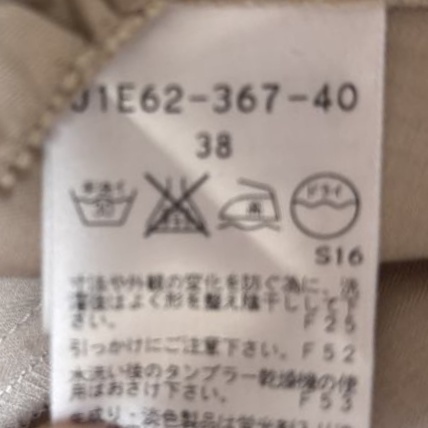 J1E62-367-40
38
手洗イ
30
ドライ
S16
寸法や外観の変化を防ぐ為に、洗
濯後はよく形を整え陰干しして下
さい。 F25
引っかけにご注意下さい。F52
水洗い後のタンブラー乾燥機の使
用はおさけ下さい。 F53